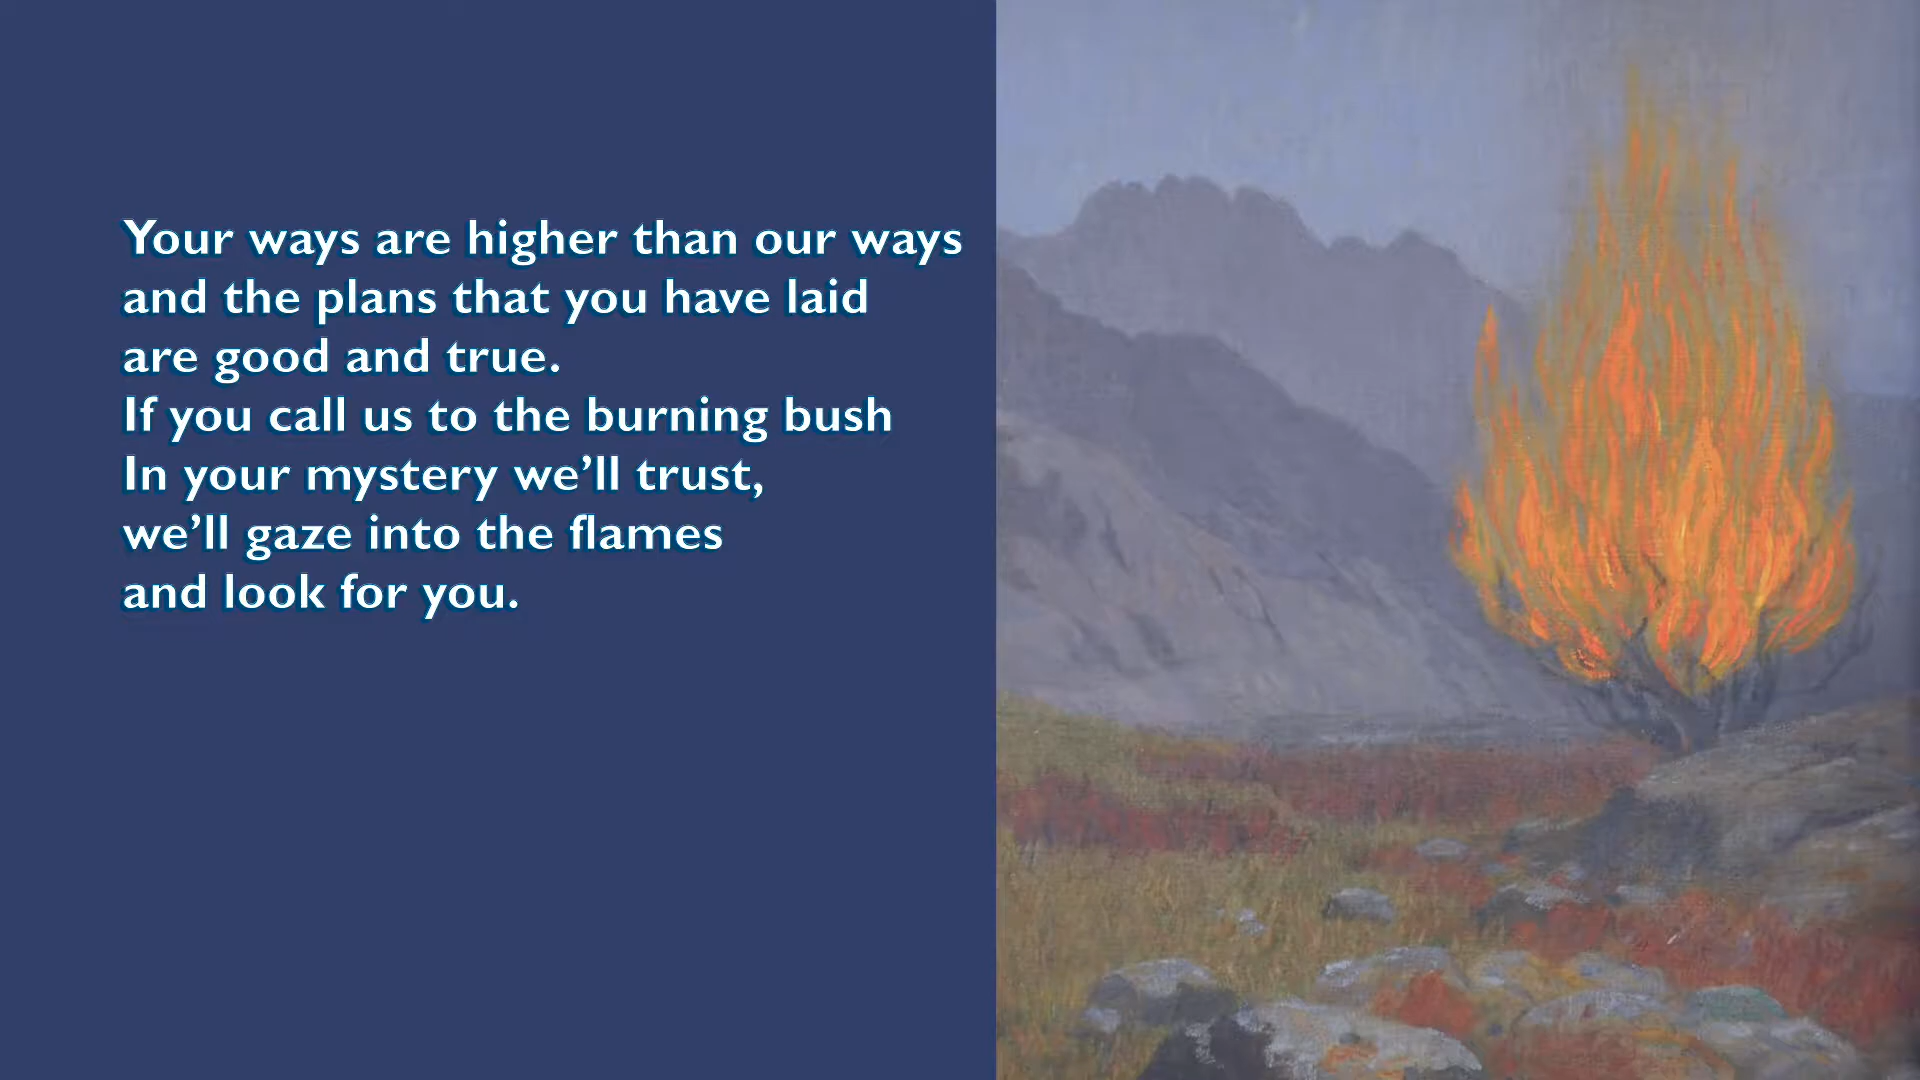 Your ways are higher than our ways
and the plans that you have laid
are good and true.
If you call us to the burning bush
In your mystery we’ll trust,
we’ll gaze into the flames
and look for you.